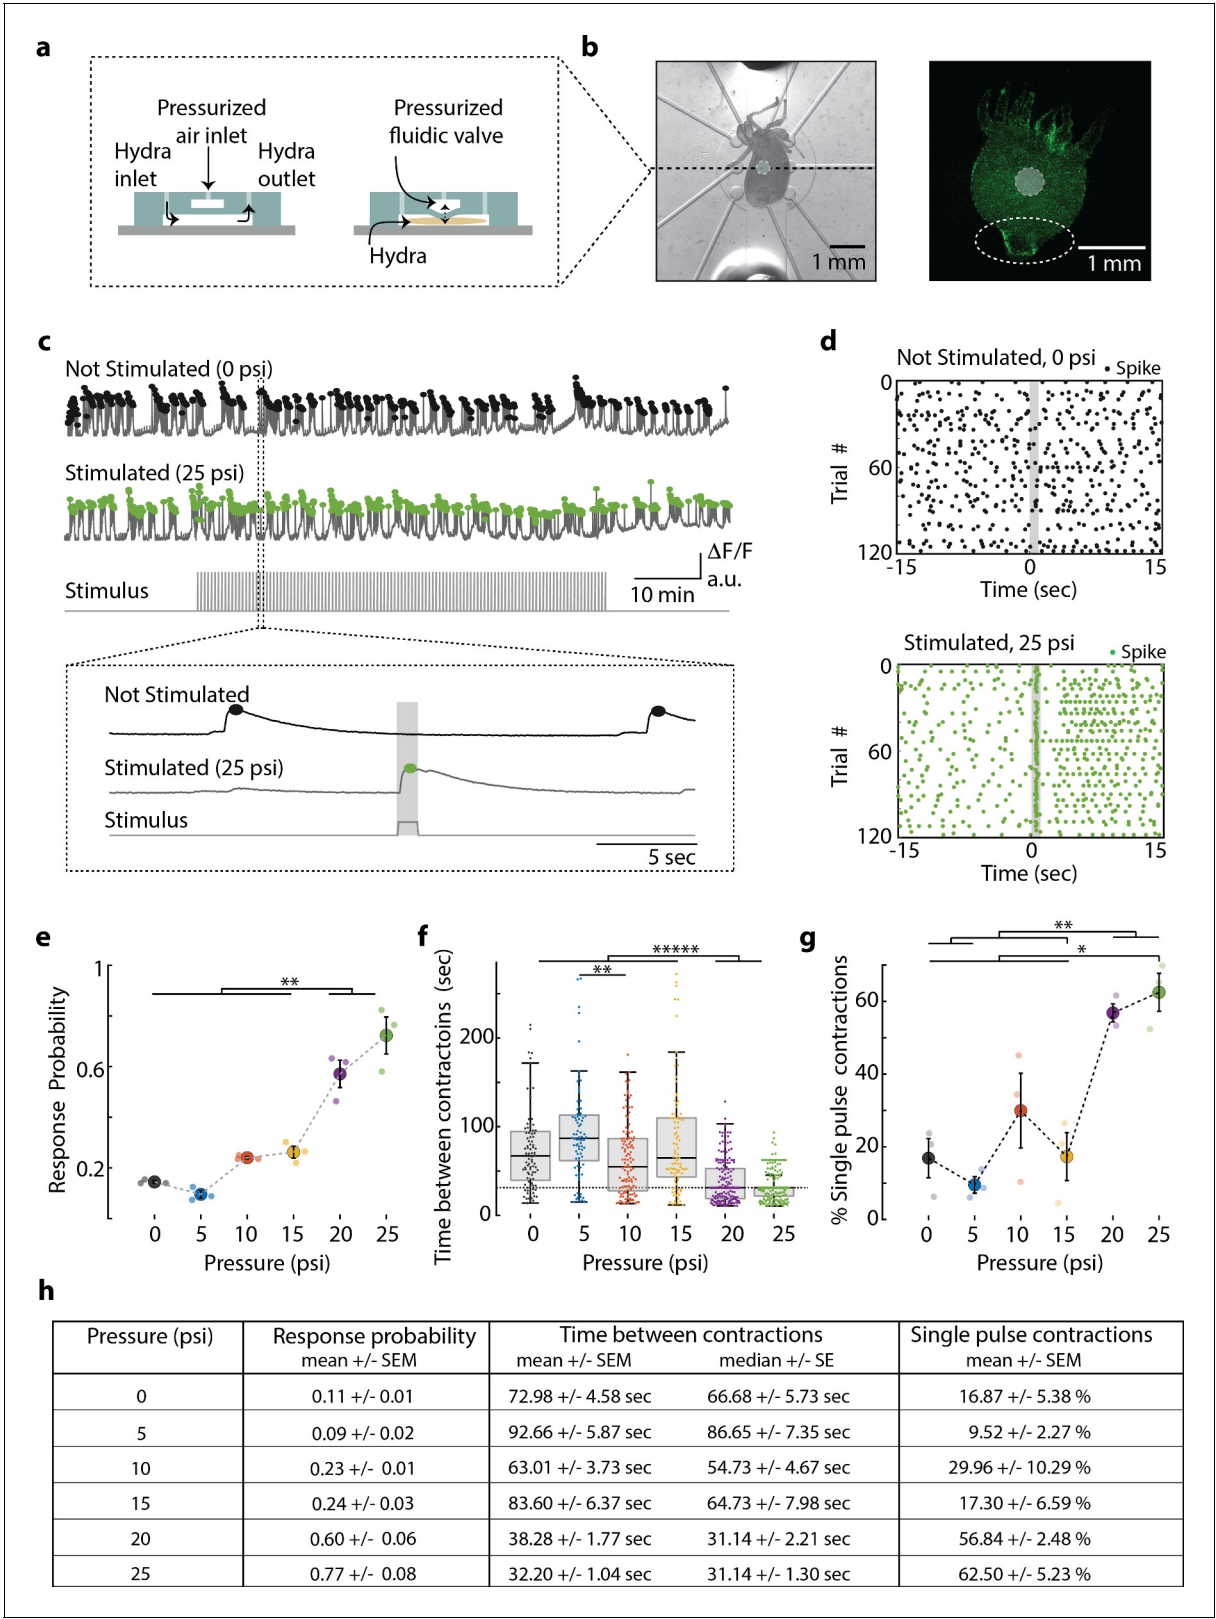 a
b
Pressurized
air inlet
Hydra
inlet
Hydra
outlet
Pressurized
fluidic valve
Hydra
1 mm
1 mm
c
Not Stimulated (0 psi)
Stimulated (25 psi)
Stimulus
ΔF/F
a.u.
10 min
Not Stimulated
Stimulated (25 psi)
Stimulus
5 sec
d
Not Stimulated, 0 psi
Spike
Trial #
0
60
120
-15 0 15
Time (sec)
Stimulated, 25 psi
Spike
Trial #
0
60
120
-15 0 15
Time (sec)
e
**
Response Probability
1
0.6
0.2
0 5 10 15 20 25
Pressure (psi)
f
*****
**
Time between contractoins (sec)
200
100
0
0 5 10 15 20 25
Pressure (psi)
g
**
*
% Single pulse contractions
60
40
20
0
0 5 10 15 20 25
Pressure (psi)
h
Pressure (psi) Response probability Time between contractions Single pulse contractions
mean +/- SEM mean +/- SEM median +/- SE mean +/- SEM
0 0.11 +/- 0.01 72.98 +/- 4.58 sec 66.68 +/- 5.73 sec 16.87 +/- 5.38 %
5 0.09 +/- 0.02 92.66 +/- 5.87 sec 86.65 +/- 7.35 sec 9.52 +/- 2.27 %
10 0.23 +/- 0.01 63.01 +/- 3.73 sec 54.73 +/- 4.67 sec 29.96 +/- 10.29 %
15 0.24 +/- 0.03 83.60 +/- 6.37 sec 64.73 +/- 7.98 sec 17.30 +/- 6.59 %
20 0.60 +/- 0.06 38.28 +/- 1.77 sec 31.14 +/- 2.21 sec 56.84 +/- 2.48 %
25 0.77 +/- 0.08 32.20 +/- 1.04 sec 31.14 +/- 1.30 sec 62.50 +/- 5.23 %